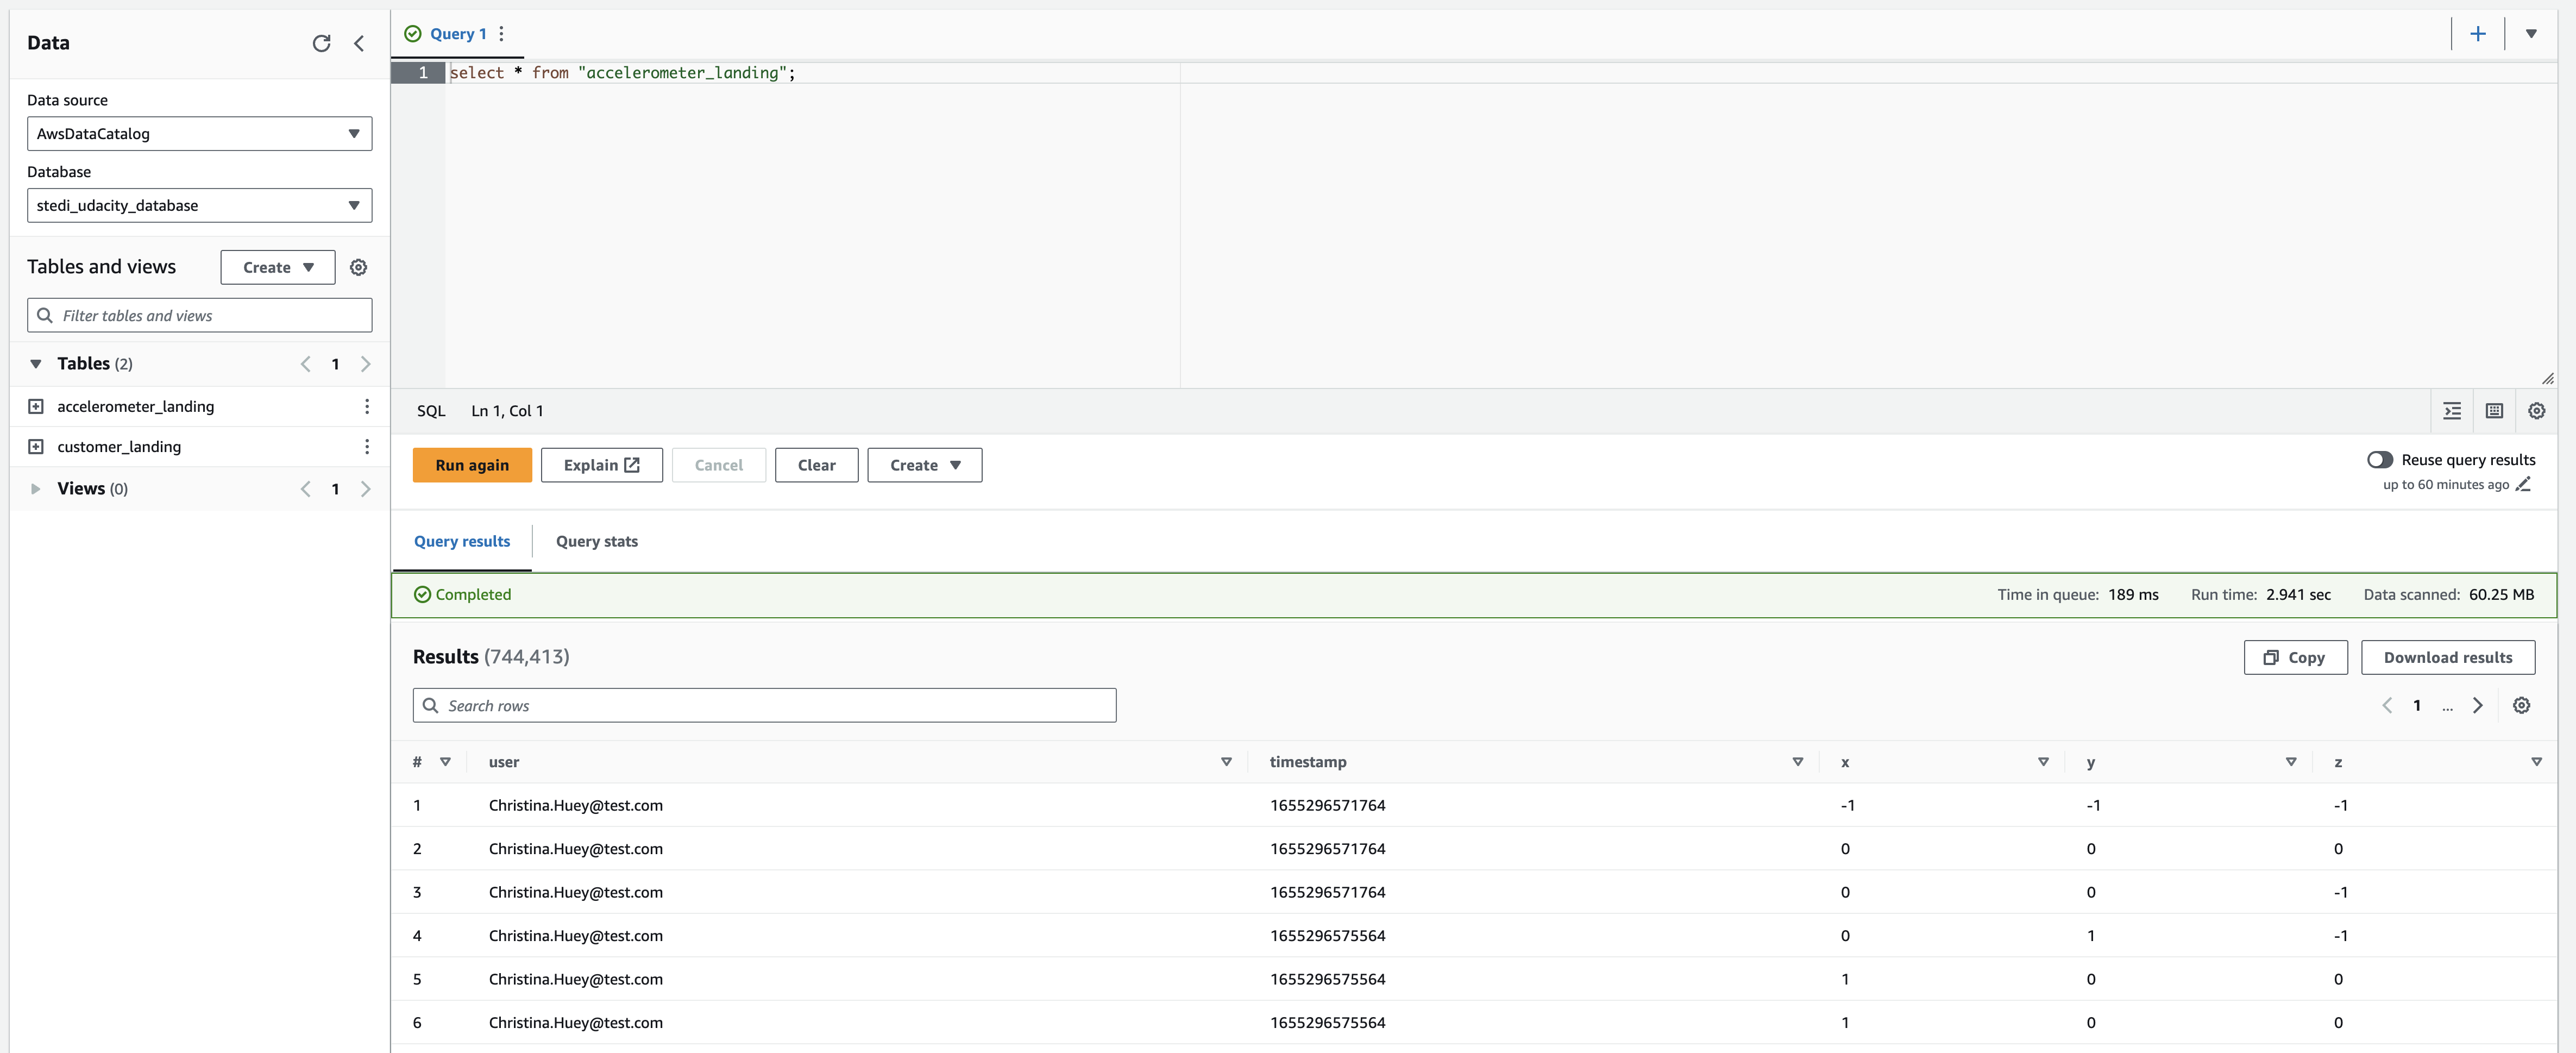 Data
Data source
AwsDataCatalog
Database
stedi_udacity_database
Tables and views
Create
Filter tables and views
Tables (2)
1
accelerometer_landing
customer_landing
Views (0)
1
Query 1
1 select * from "accelerometer_landing";
SQL Ln 1, Col 1
Run again Explain Cancel Clear Create
Reuse query results
up to 60 minutes ago
Query results Query stats
Completed Time in queue: 189 ms Run time: 2.941 sec Data scanned: 60.25 MB
Results (744,413) Copy Download results
Search rows 1 ...
# user timestamp x y z
1 Christina.Huey@test.com 1655296571764 -1 -1 -1
2 Christina.Huey@test.com 1655296571764 0 0 0
3 Christina.Huey@test.com 1655296571764 0 0 -1
4 Christina.Huey@test.com 1655296575564 0 1 -1
5 Christina.Huey@test.com 1655296575564 1 0 0
6 Christina.Huey@test.com 1655296575564 1 0 0